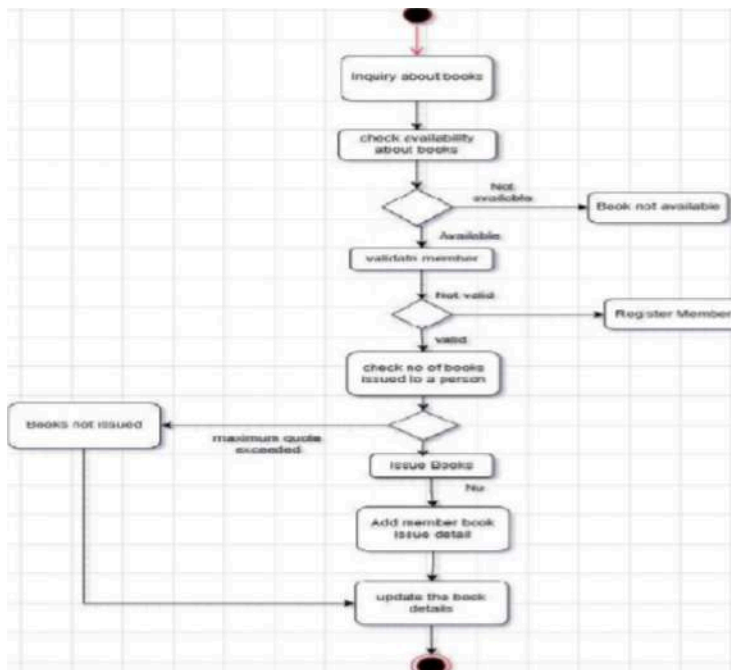 Inquiry about books
check availability
about books
Not
available
Book not available
Available
validain member
Not valid
Register Member
valid
check no of books
issued to a person
Books not issued
maximum quote
exceeded
Issue Books
No
Add member book
issue detail
update the book
details